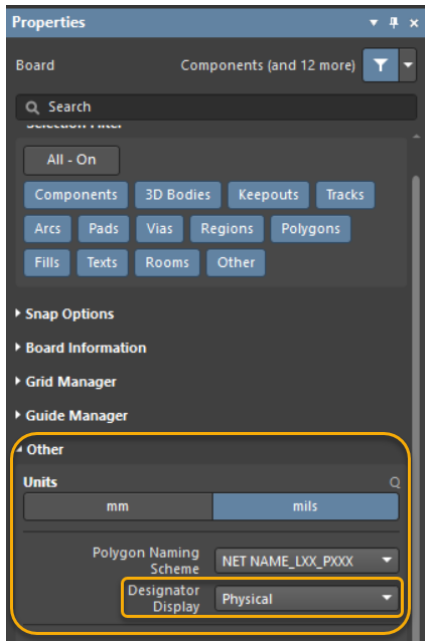 Properties
Board Components (and 12 more)
Search
Selection Filter
All - On
Components 3D Bodies Keepouts Tracks
Arcs Pads Vias Regions Polygons
Fills Texts Rooms Other
Snap Options
Board Information
Grid Manager
Guide Manager
Other
Units Q
mm mils
Polygon Naming
Scheme
NET NAME_LXX_PXXX
Designator
Display
Physical